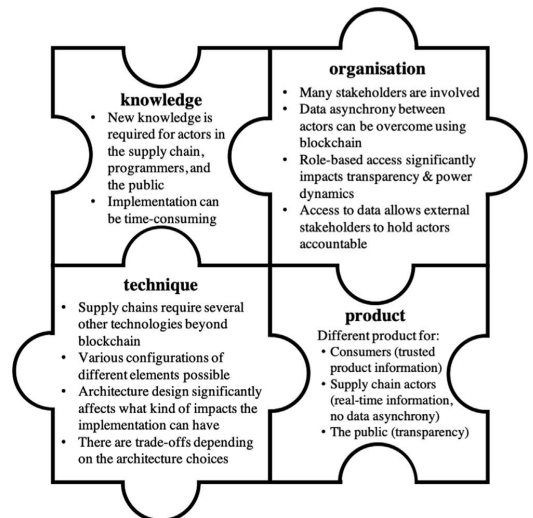 knowledge
• New knowledge is
required for actors in
the supply chain,
programmers, and
the public
• Implementation can
be time-consuming
organisation
• Many stakeholders are involved
• Data asynchrony between
actors can be overcome using
blockchain
• Role-based access significantly
impacts transparency & power
dynamics
• Access to data allows external
stakeholders to hold actors
accountable
technique
• Supply chains require several
other technologies beyond
blockchain
• Various configurations of
different elements possible
• Architecture design significantly
affects what kind of impacts the
implementation can have
• There are trade-offs depending
on the architecture choices
product
Different product for:
• Consumers (trusted
product information)
• Supply chain actors
(real-time information,
no data asynchrony)
• The public (transparency)